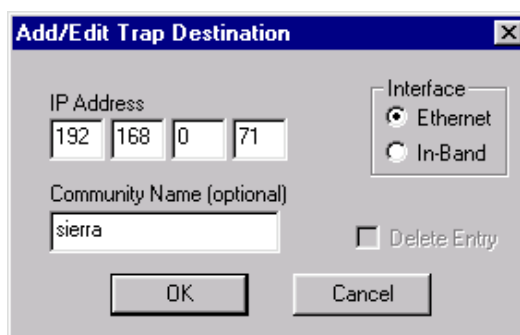 Add/Edit Trap Destination
IP Address
192 168 0 71
Interface
Ethernet
In-Band
Community Name (optional)
sierra
Delete Entry
OK Cancel